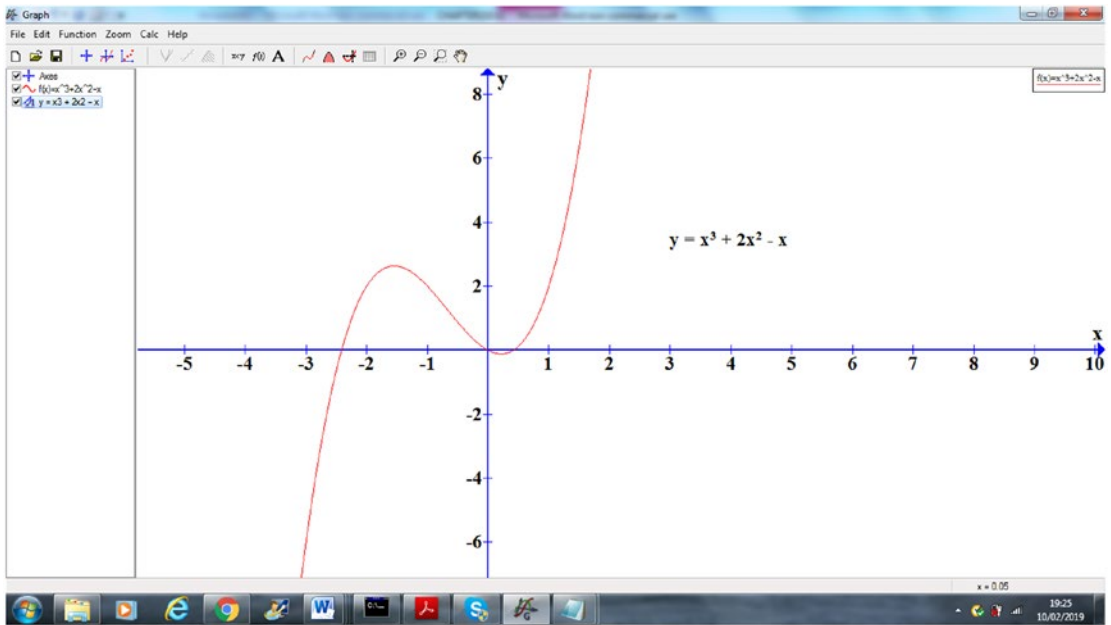 Graph
File Edit Function Zoom Calc Help
Axes
f(x)=x^3+2x^2-x
y = x3 + 2x2 - x
f(x)=x^3+2x^2-x
y
8
6
4
y = x³ + 2x² - x
2
x
-5 -4 -3 -2 -1 1 2 3 4 5 6 7 8 9 10
-2
-4
-6
x = 0.05
19:25
10/02/2019